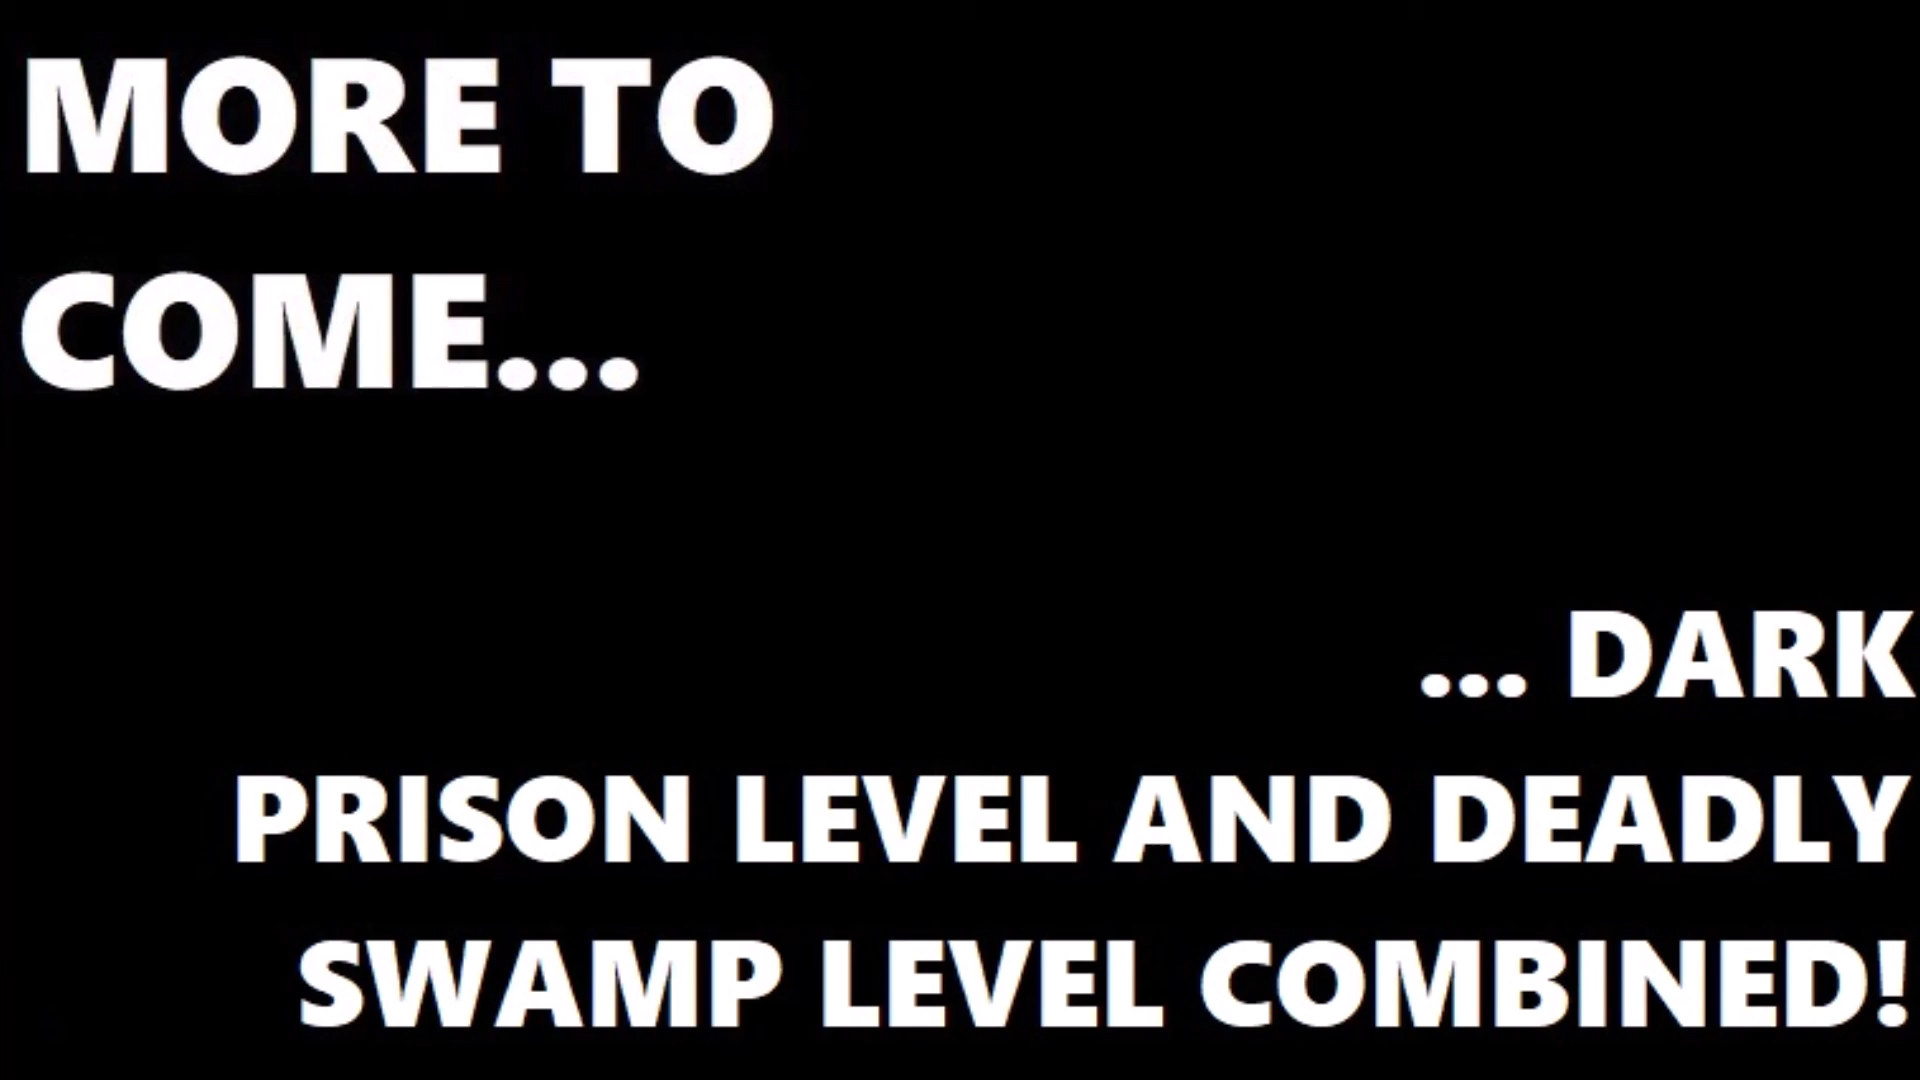 MORE TO
COME...
... DARK
PRISON LEVEL AND DEADLY
SWAMP LEVEL COMBINED!